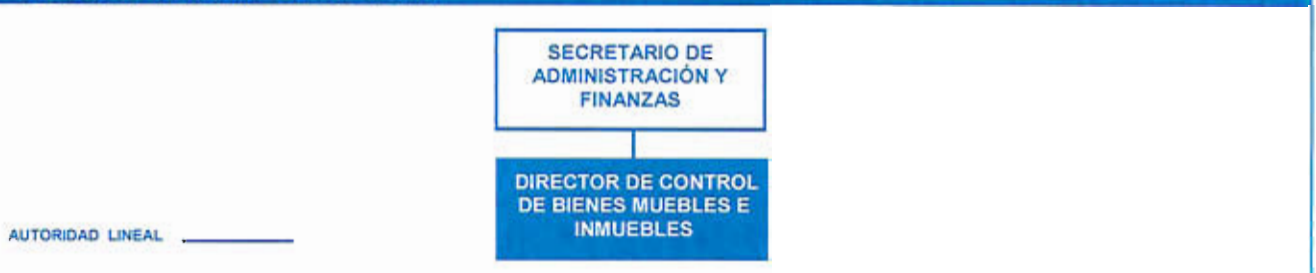 SECRETARIO DE
ADMINISTRACIÓN Y
FINANZAS
DIRECTOR DE CONTROL
DE BIENES MUEBLES E
INMUEBLES
AUTORIDAD LINEAL